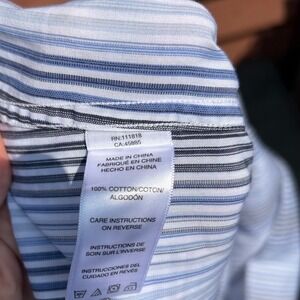 RN:111818
CA:45885
MADE IN CHINA
FABRIQUÉ EN CHINE
HECHO EN CHINA
100% COTTON/COTON/
ALGODÓN
CARE INSTRUCTIONS
ON REVERSE
INSTRUCTIONS DE
SOIN SUR L'INVERSE
INSTRUCCIONES DEL
CUIDADO EN REVÉS